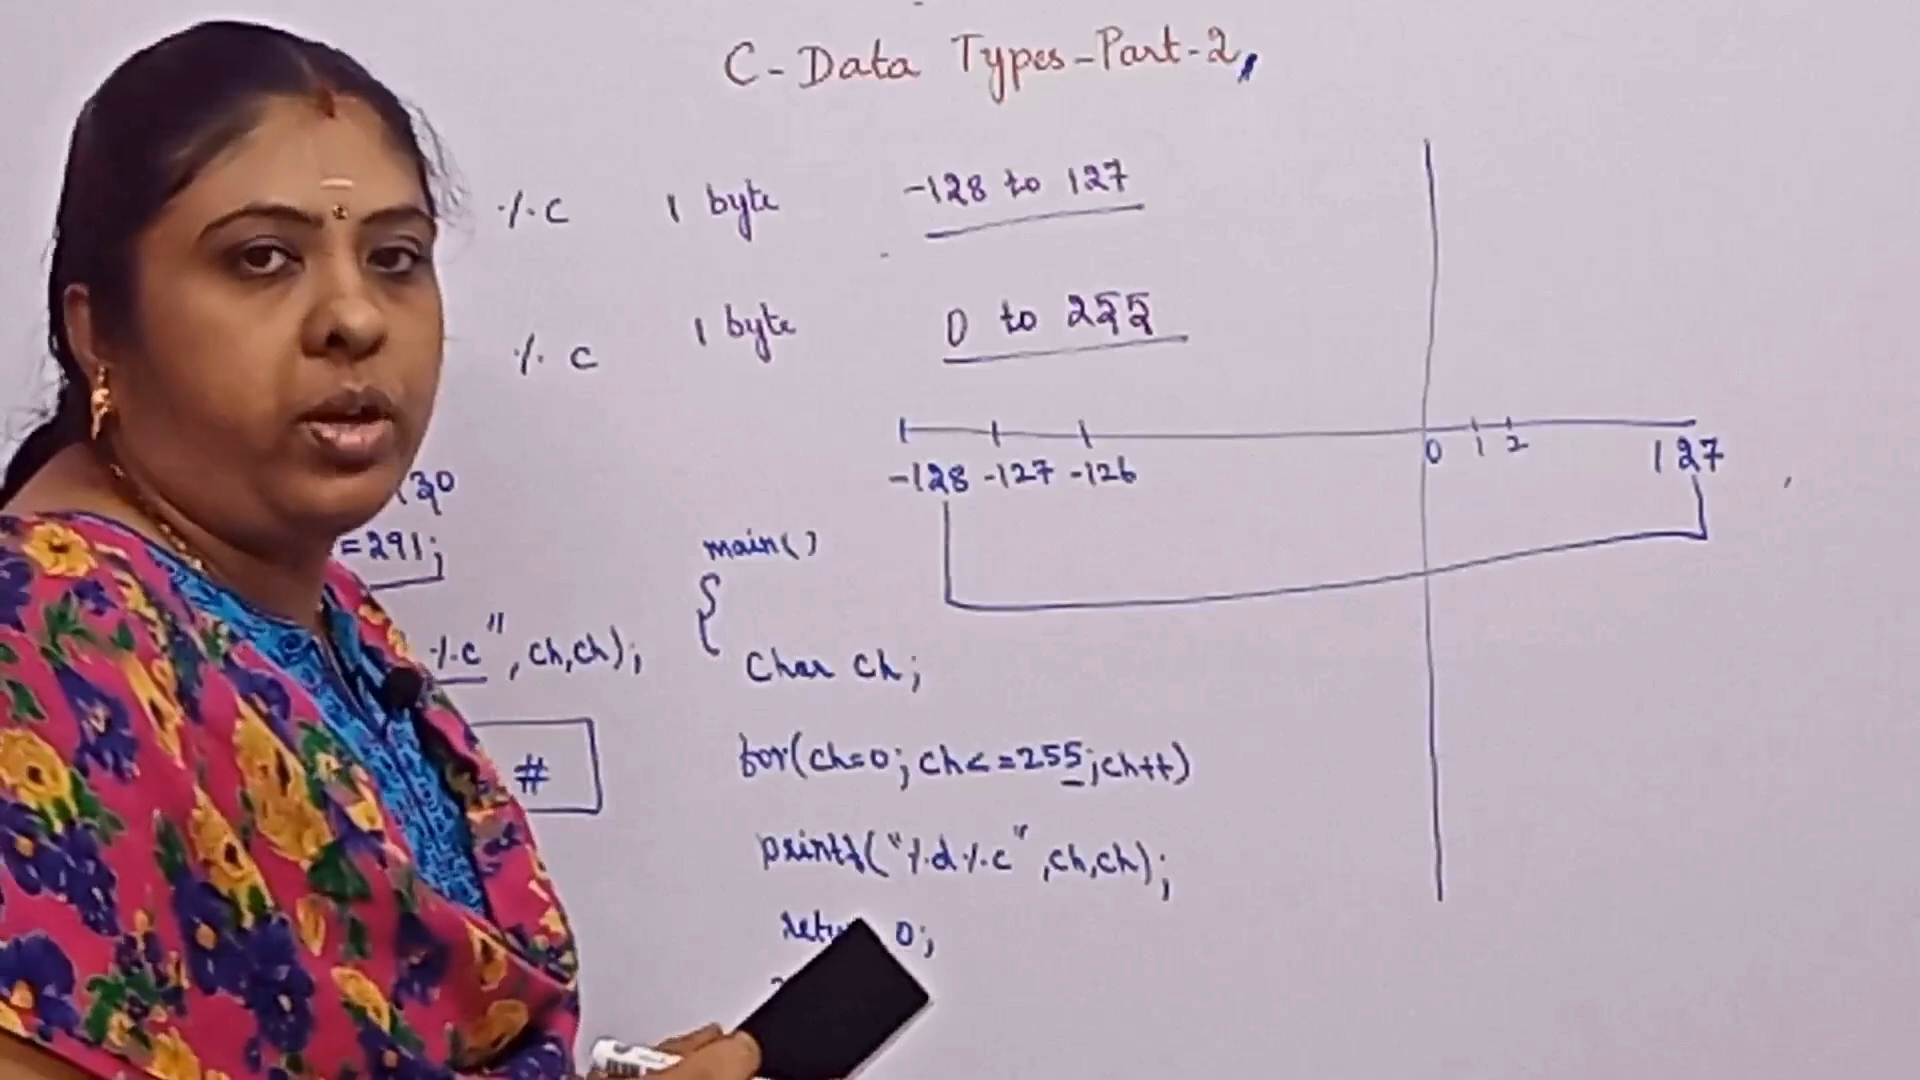 C-Data Types-Part-2,
%c 1 byte -128 to 127
%c 1 byte 0 to 255
-128 -127 -126 0 1 2 127
130
=291;
%c", ch,ch);
#
main()
{
char ch;
for(ch=0; ch<=255;ch++)
printf("%d%c",ch,ch);
0;